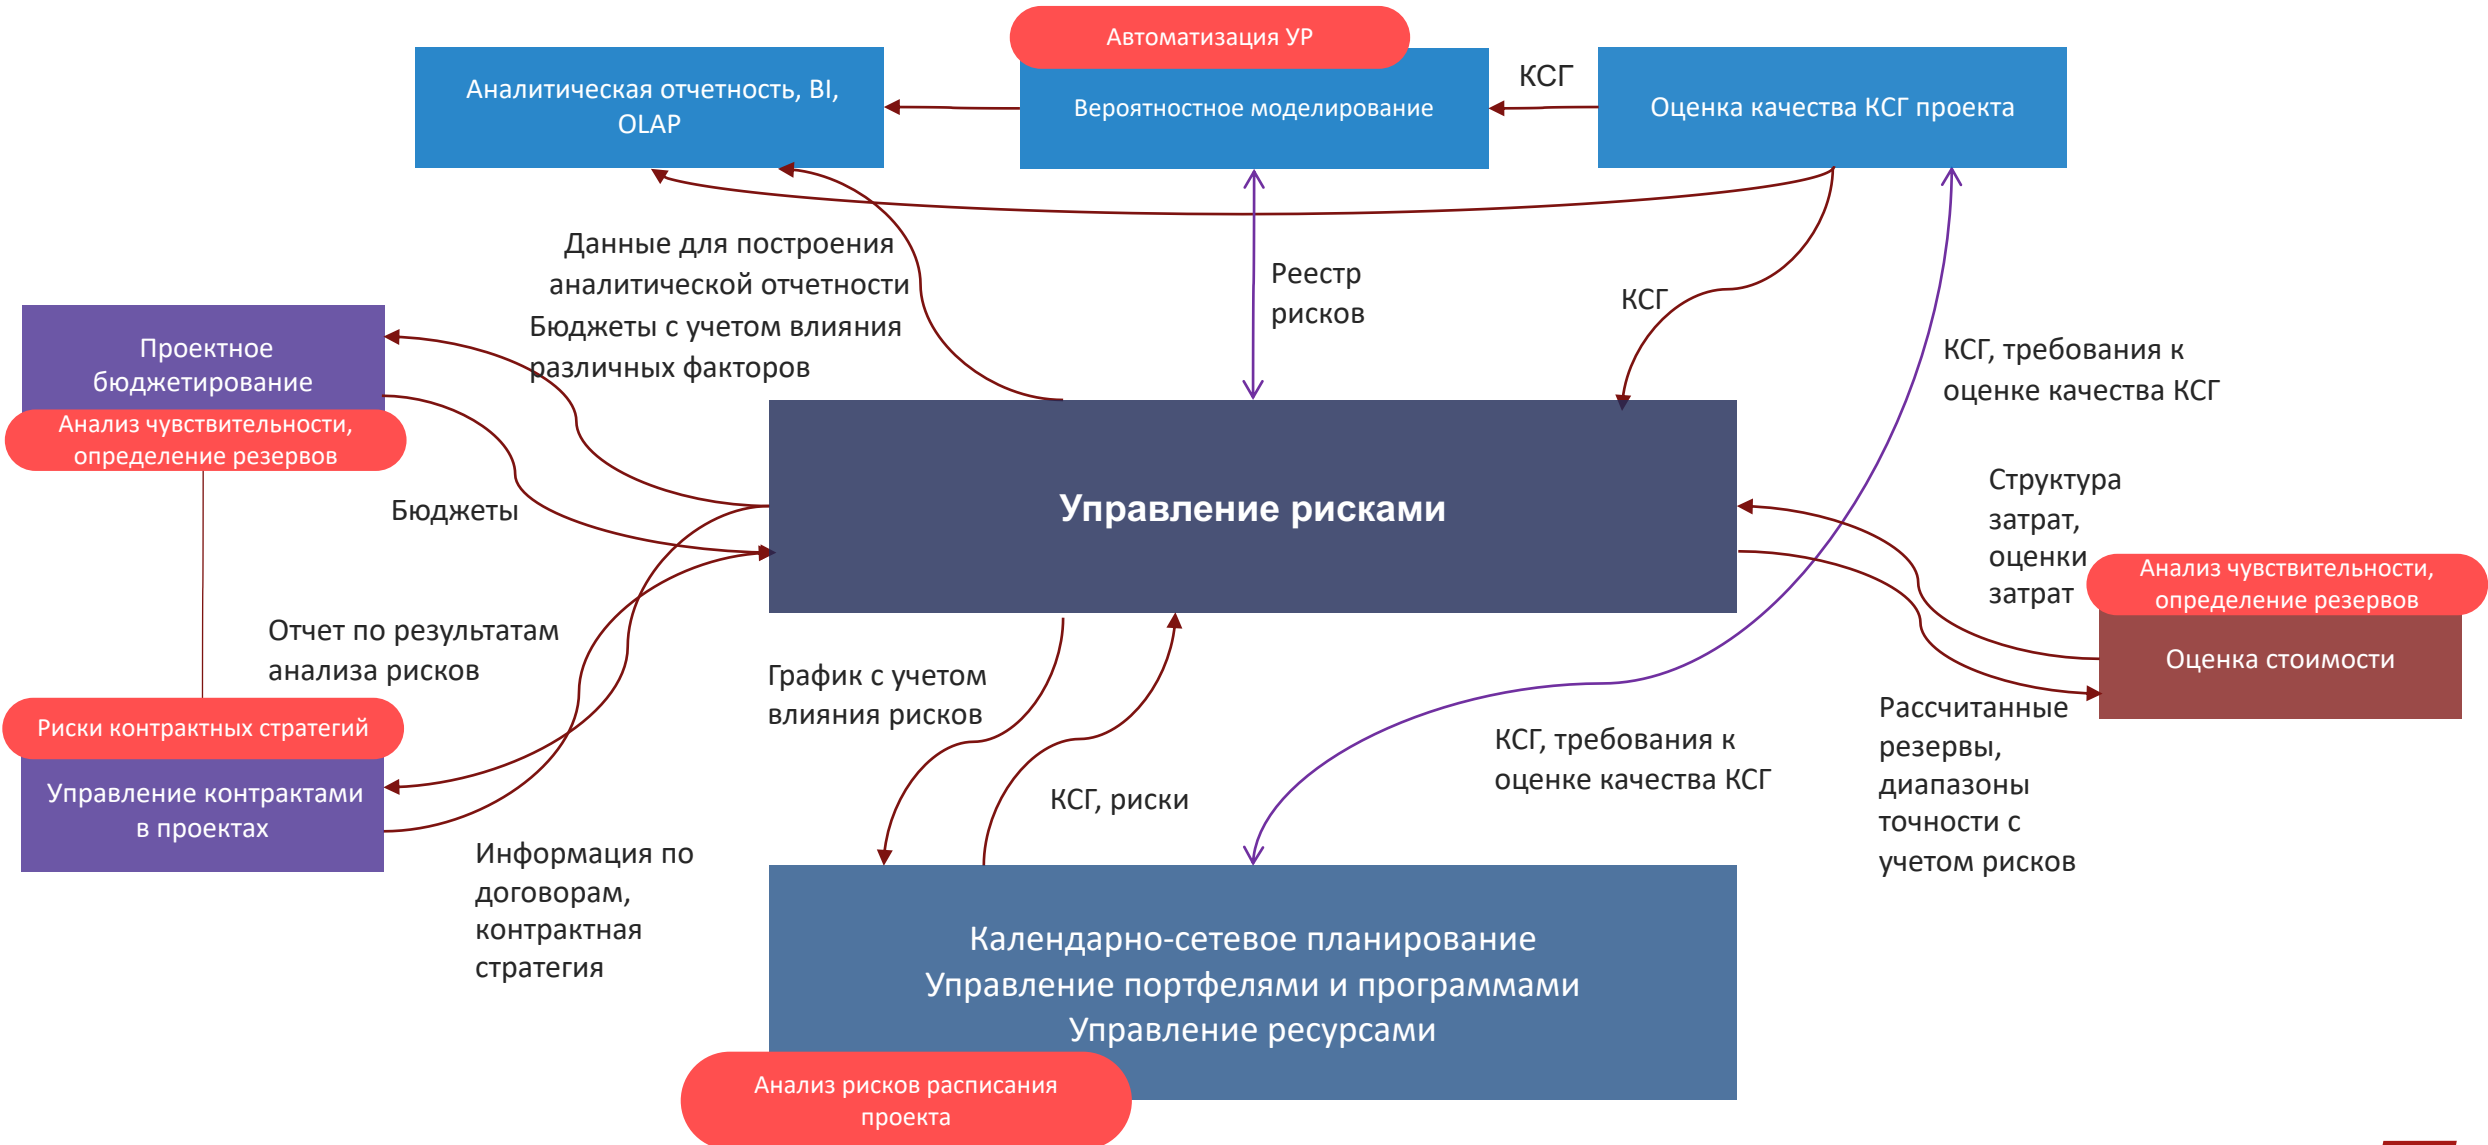 Автоматизация УР
Аналитическая отчетность, BI,
OLAP
Вероятностное моделирование
КСГ
Оценка качества КСГ проекта
Данные для построения
аналитической отчетности
Бюджеты с учетом влияния
различных факторов
Реестр
рисков
КСГ
КСГ, требования к
оценке качества КСГ
Проектное
бюджетирование
Анализ чувствительности,
определение резервов
Бюджеты
Управление рисками
Структура
затрат,
оценки
затрат
Анализ чувствительности,
определение резервов
Оценка стоимости
Отчет по результатам
анализа рисков
График с учетом
влияния рисков
Риски контрактных стратегий
Управление контрактами
в проектах
КСГ, риски
КСГ, требования к
оценке качества КСГ
Рассчитанные
резервы,
диапазоны
точности с
учетом рисков
Информация по
договорам,
контрактная
стратегия
Календарно-сетевое планирование
Управление портфелями и программами
Управление ресурсами
Анализ рисков расписания
проекта